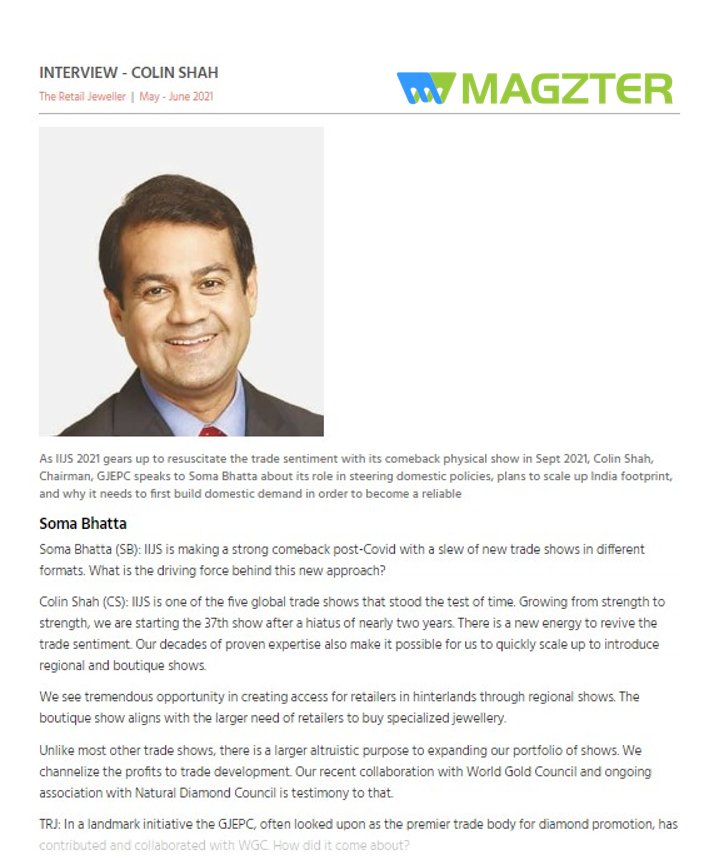 INTERVIEW - COLIN SHAH
The Retail Jeweller | May - June 2021
MAGZTER
As IIJS 2021 gears up to resuscitate the trade sentiment with its comeback physical show in Sept 2021, Colin Shah,
Chairman, GJEPC speaks to Soma Bhatta about its role in steering domestic policies, plans to scale up India footprint,
and why it needs to first build domestic demand in order to become a reliable
Soma Bhatta
Soma Bhatta (SB): IIJS is making a strong comeback post-Covid with a slew of new trade shows in different
formats. What is the driving force behind this new approach?
Colin Shah (CS): IIJS is one of the five global trade shows that stood the test of time. Growing from strength to
strength, we are starting the 37th show after a hiatus of nearly two years. There is a new energy to revive the
trade sentiment. Our decades of proven expertise also make it possible for us to quickly scale up to introduce
regional and boutique shows.
We see tremendous opportunity in creating access for retailers in hinterlands through regional shows. The
boutique show aligns with the larger need of retailers to buy specialized jewellery.
Unlike most other trade shows, there is a larger altruistic purpose to expanding our portfolio of shows. We
channelize the profits to trade development. Our recent collaboration with World Gold Council and ongoing
association with Natural Diamond Council is testimony to that.
TRJ: In a landmark initiative the GJEPC, often looked upon as the premier trade body for diamond promotion, has
contributed and collaborated with WGC. How did it come about?